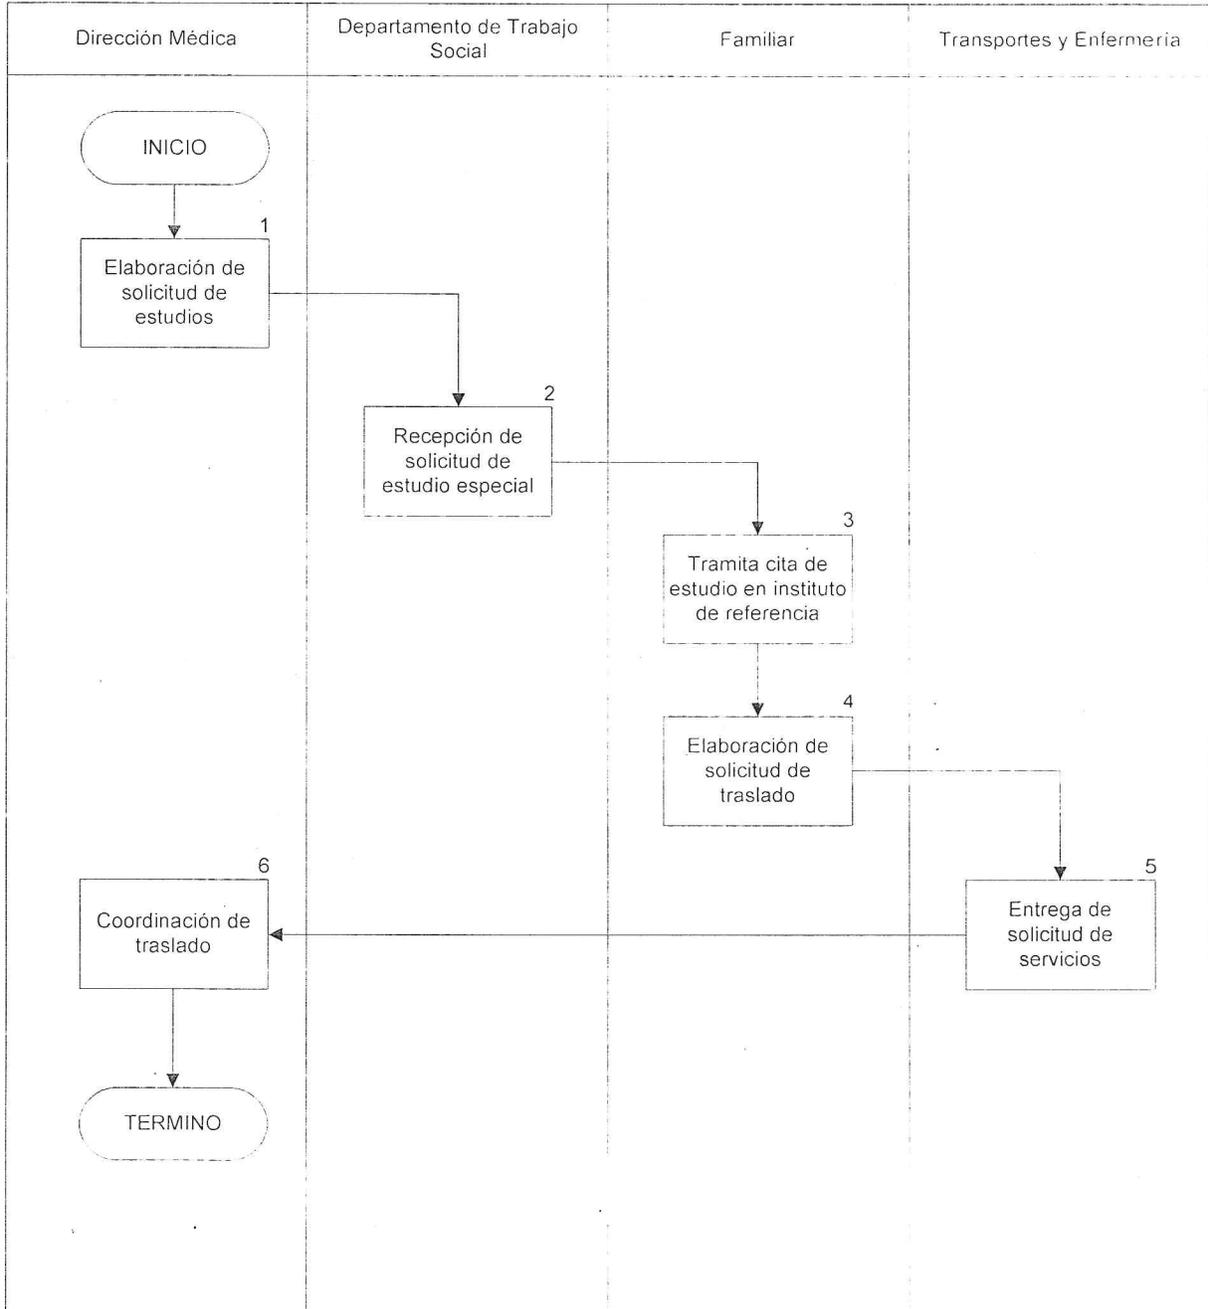 Dirección Médica
Departamento de Trabajo
Social
Familiar
Transportes y Enfermería
INICIO
1
Elaboración de
solicitud de
estudios
2
Recepción de
solicitud de
estudio especial
3
Tramita cita de
estudio en instituto
de referencia
4
Elaboración de
solicitud de
traslado
5
Entrega de
solicitud de
servicios
6
Coordinación de
traslado
TERMINO